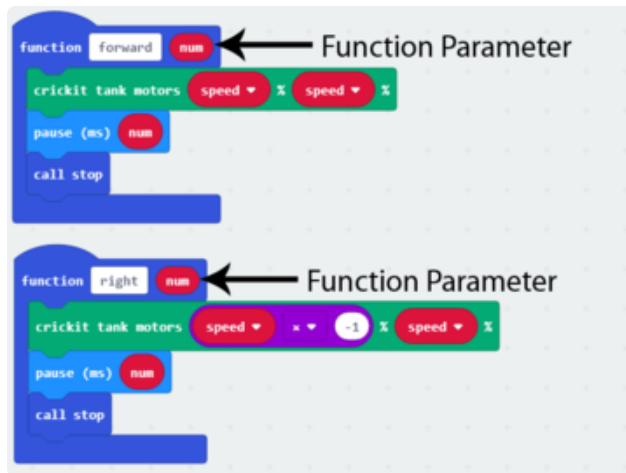 function forward num Function Parameter
crickit tank motors speed % speed %
pause (ms) num
call stop
function right num Function Parameter
crickit tank motors speed × -1 % speed %
pause (ms) num
call stop